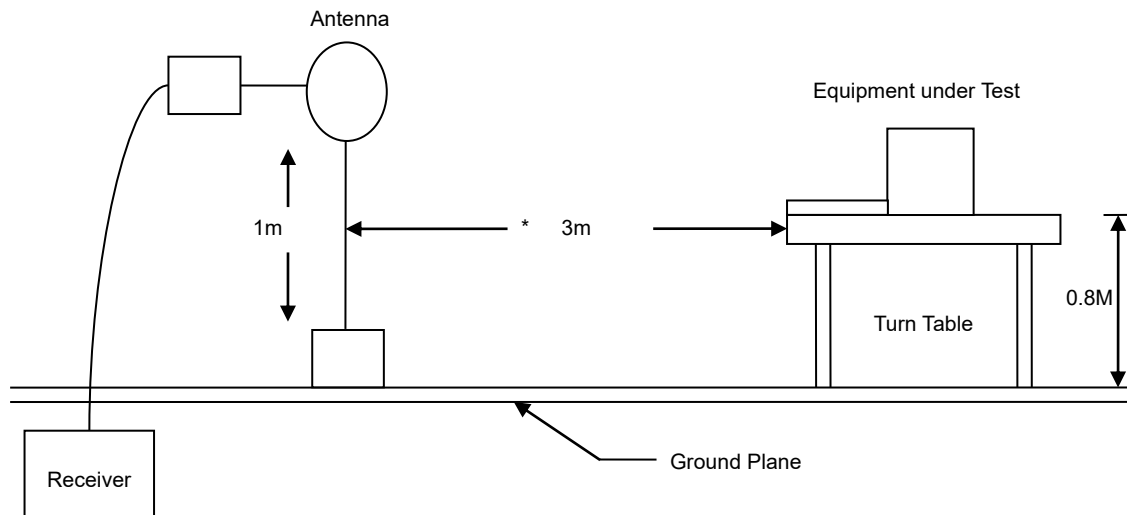 Antenna
Equipment under Test
1m
* 3m
0.8M
Turn Table
Ground Plane
Receiver